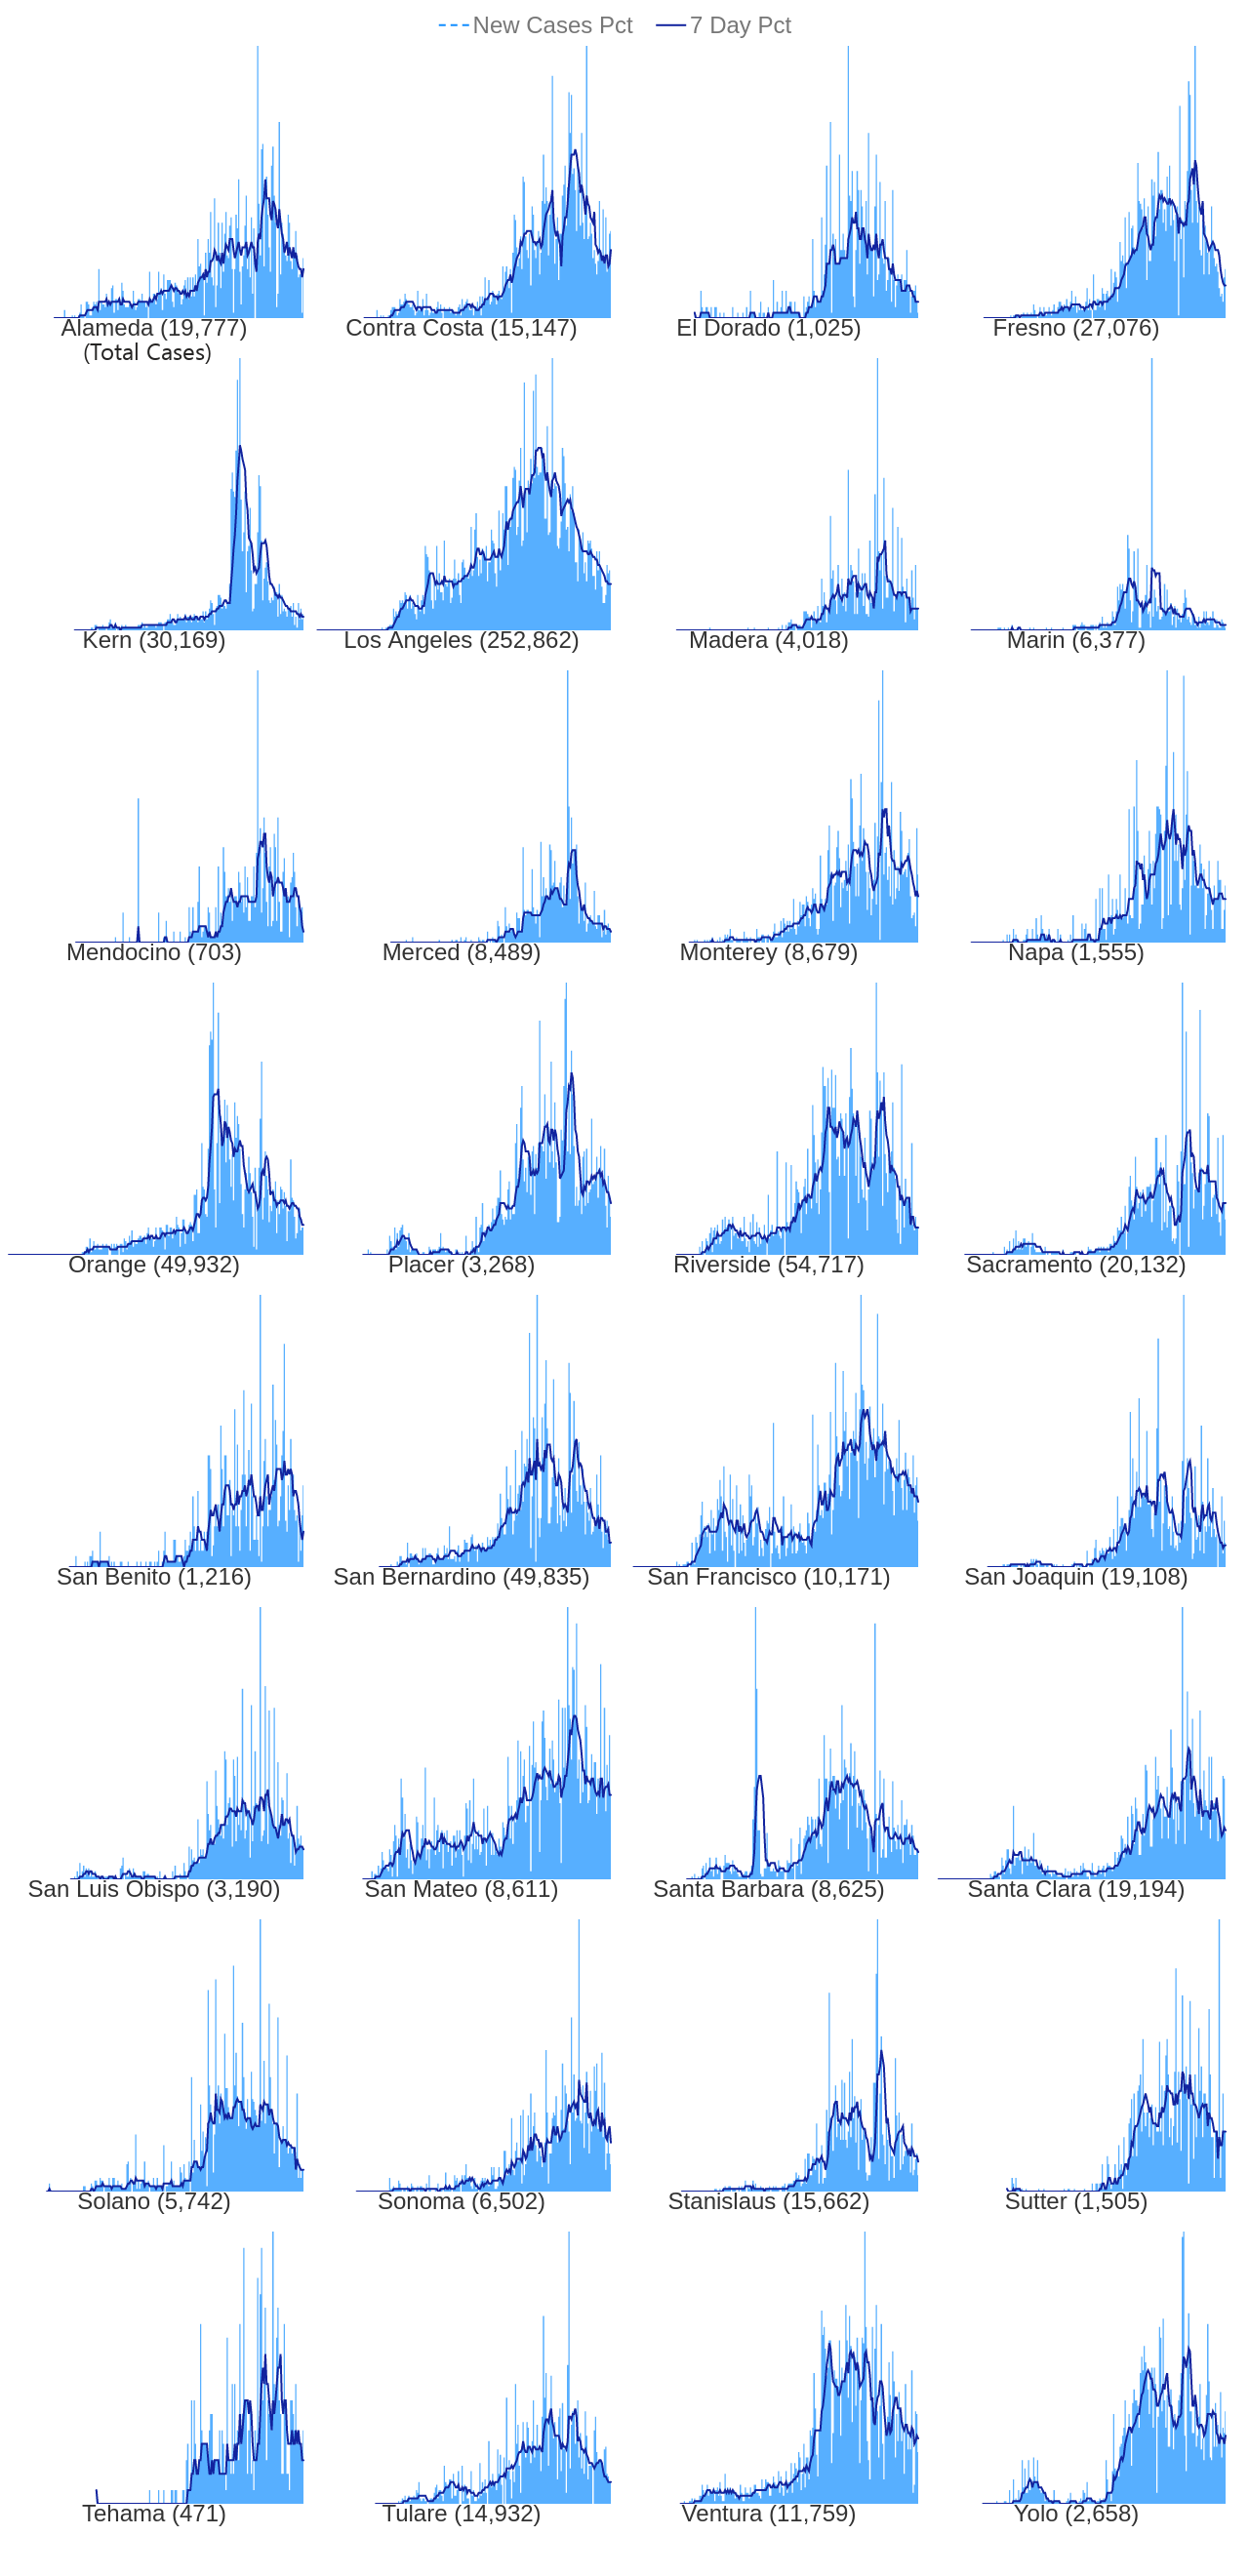 New Cases Pct 7 Day Pct
Alameda (19,777) Contra Costa (15,147) El Dorado (1,025) Fresno (27,076)
(Total Cases)
Kern (30,169) Los Angeles (252,862) Madera (4,018) Marin (6,377)
Mendocino (703) Merced (8,489) Monterey (8,679) Napa (1,555)
Orange (49,932) Placer (3,268) Riverside (54,717) Sacramento (20,132)
San Benito (1,216) San Bernardino (49,835) San Francisco (10,171) San Joaquin (19,108)
San Luis Obispo (3,190) San Mateo (8,611) Santa Barbara (8,625) Santa Clara (19,194)
Solano (5,742) Sonoma (6,502) Stanislaus (15,662) Sutter (1,505)
Tehama (471) Tulare (14,932) Ventura (11,759) Yolo (2,658)